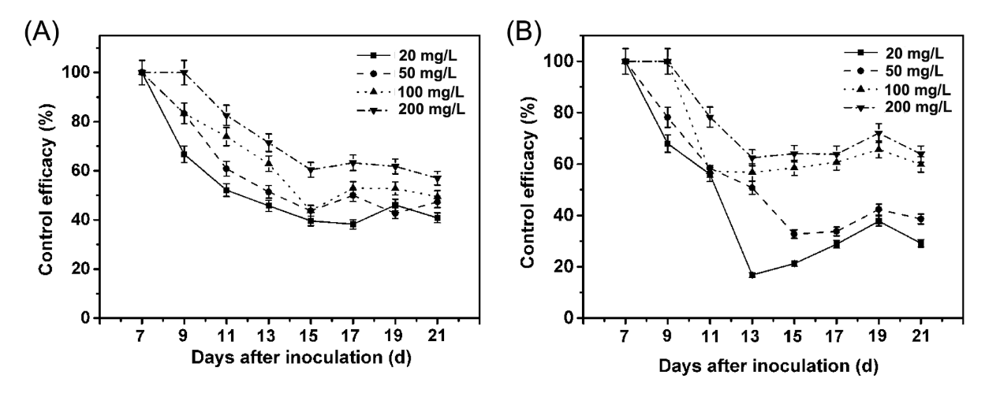 (A)
20 mg/L
50 mg/L
100 mg/L
200 mg/L
Control efficacy (%)
100
80
60
40
20
0
7 9 11 13 15 17 19 21
Days after inoculation (d)
(B)
20 mg/L
50 mg/L
100 mg/L
200 mg/L
Control efficacy (%)
100
80
60
40
20
0
7 9 11 13 15 17 19 21
Days after inoculation (d)